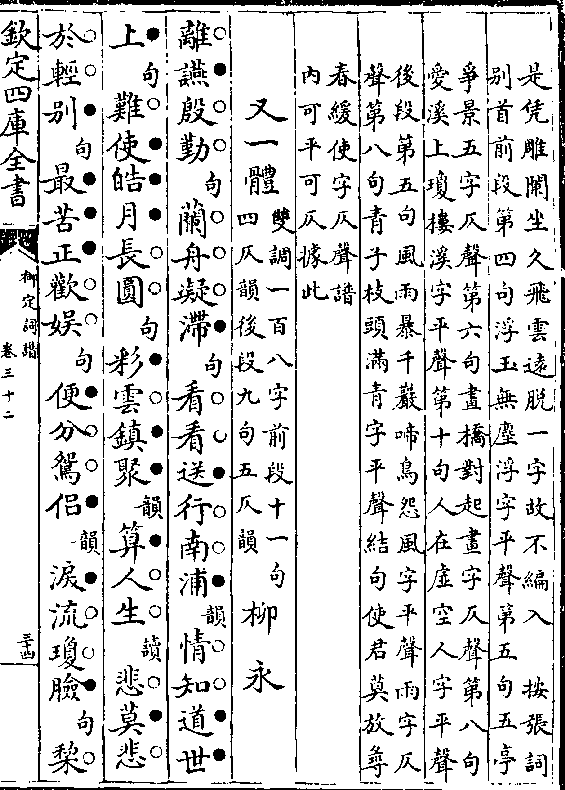 是凭雕闌坐久飛雲遠脱一字故不編入　按張詞
别首前段第四句浮玉無塵浮字平聲第五句五亭
爭景五字仄聲第六句畫橋對起畫字仄聲第八句
愛溪上瓊樓溪字平聲第十句人在虛空人字平聲
後段第五句風雨暴千巖啼鳥怨風字平聲雨字仄
聲第八句青子枝頭滿青字平聲結句使君莫放尊
春緩使字仄聲譜
内可平可仄據此
又一體 雙調一百八字前段十一句
四仄韻後段九句五仄韻 柳永
離讌殷勤句蘭舟凝滯句看看送行南浦韻情知道世
上句難使皓月長圓句彩雲鎮聚韻算人生讀悲莫悲
於輕别句最苦正歡娱句便分鴛侣韻淚流瓊臉句棃
欽定四庫全書
御定詞譜
卷三十二
三十四